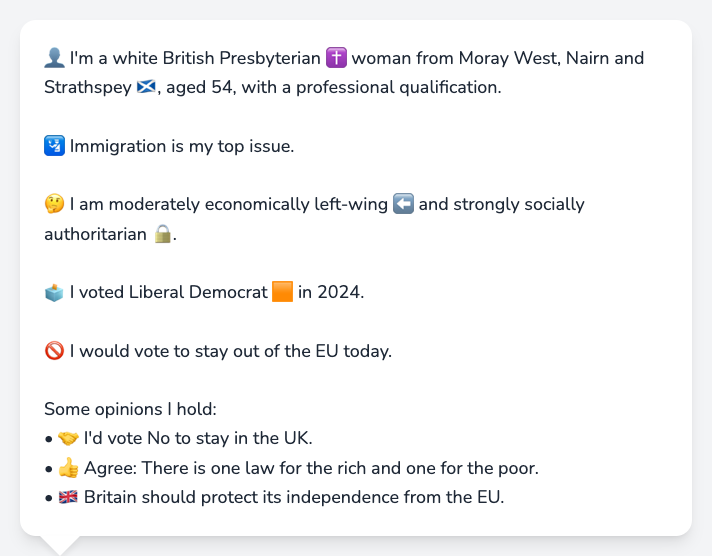 👤 I'm a white British Presbyterian ✝️ woman from Moray West, Nairn and
Strathspey 🏴󠁧󠁢󠁳󠁣󠁴󠁿, aged 54, with a professional qualification.
🛂 Immigration is my top issue.
🤔 I am moderately economically left-wing ⬅️ and strongly socially
authoritarian 🔒.
🗳️ I voted Liberal Democrat 🟧 in 2024.
🚫 I would vote to stay out of the EU today.
Some opinions I hold:
• 🤝 I'd vote No to stay in the UK.
• 👍 Agree: There is one law for the rich and one for the poor.
• 🇬🇧 Britain should protect its independence from the EU.